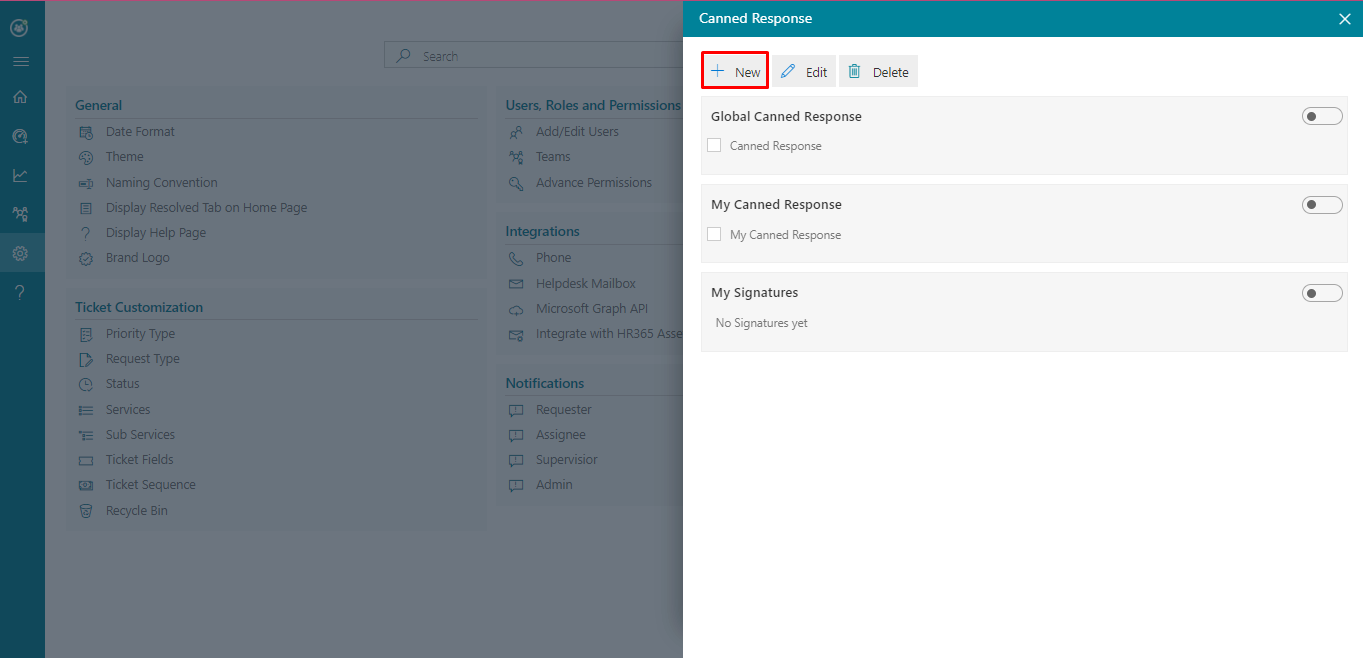 Canned Response
Search
New
Edit
Delete
General
Date Format
Theme
Naming Convention
Display Resolved Tab on Home Page
Display Help Page
Brand Logo
Ticket Customization
Priority Type
Request Type
Status
Services
Sub Services
Ticket Fields
Ticket Sequence
Recycle Bin
Users, Roles and Permissions
Add/Edit Users
Teams
Advance Permissions
Integrations
Phone
Helpdesk Mailbox
Microsoft Graph API
Integrate with HR365 Asse
Notifications
Requester
Assignee
Supervisior
Admin
Global Canned Response
Canned Response
My Canned Response
My Canned Response
My Signatures
No Signatures yet